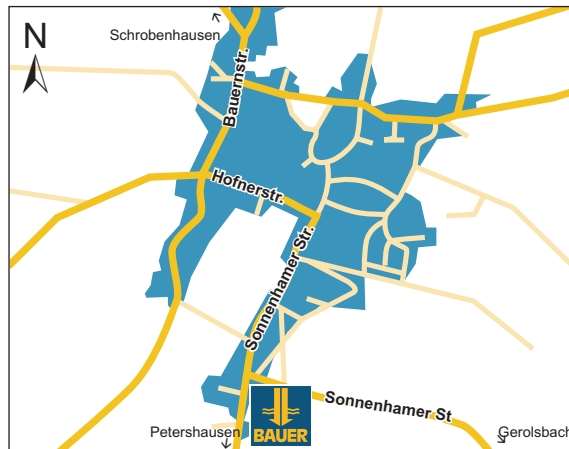 N
Schrobenhausen
Bauernstr.
Hofnerstr.
Sonnenhamer Str.
Sonnenhamer St
BAUER
Petershausen
Gerolsbach